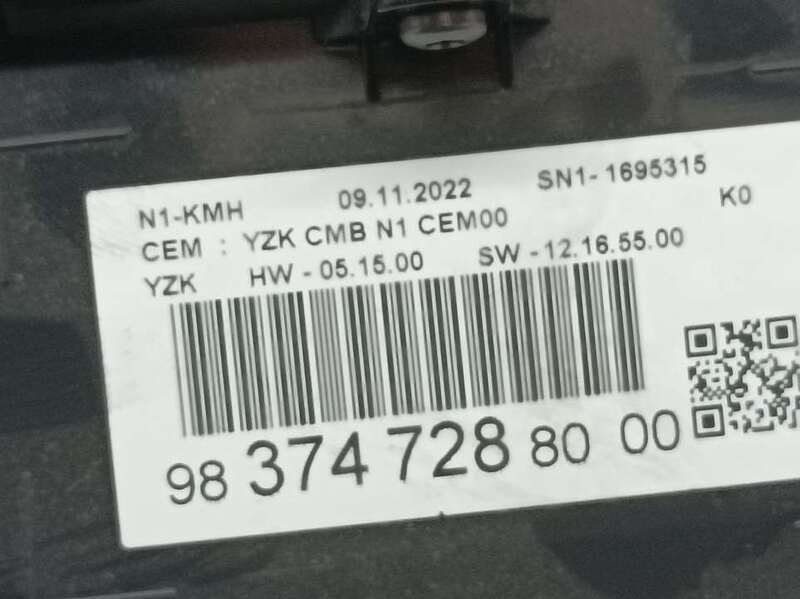 N1-KMH 09.11.2022 SN1-1695315
CEM : YZK CMB N1 CEM00 K0
YZK HW - 05.15.00 SW -12.16.55.00
98 374 728 80 00